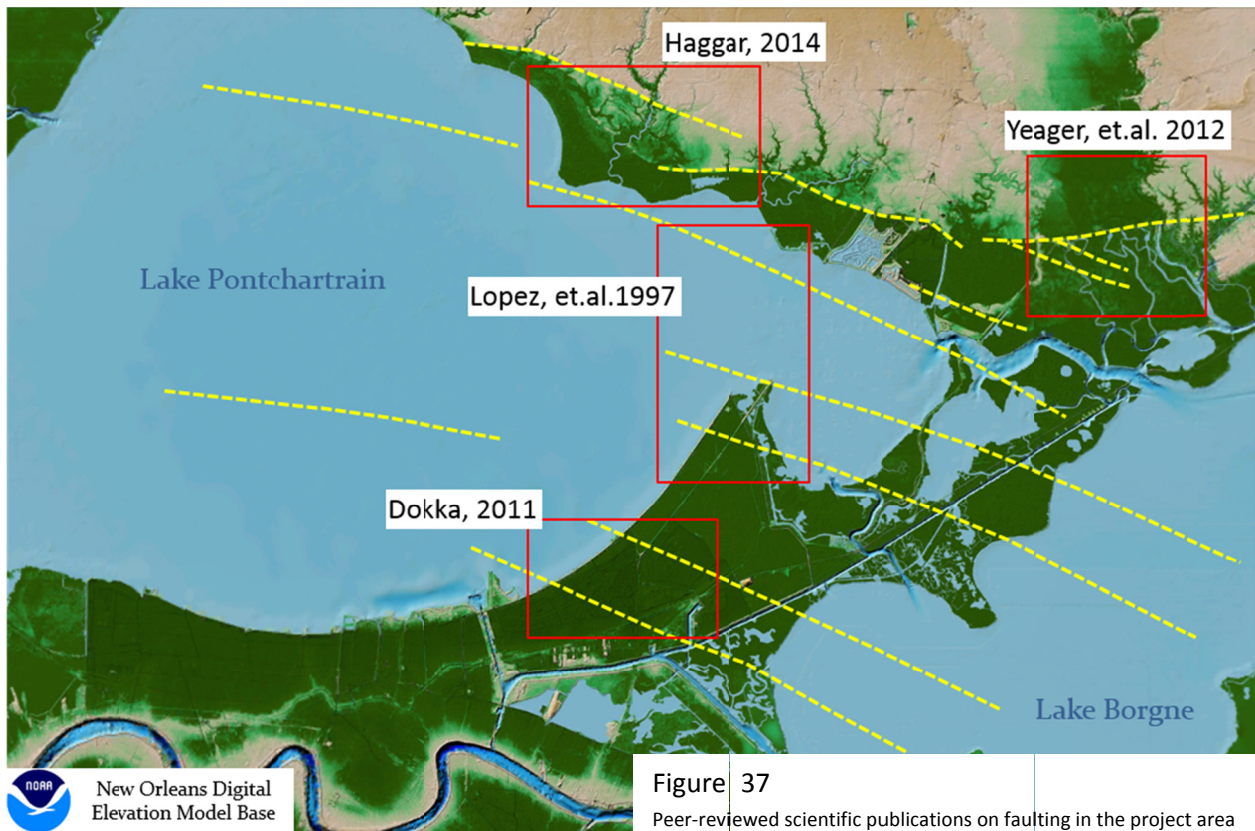 Haggar, 2014
Yeager, et.al. 2012
Lake Pontchartrain
Lopez, et.al.1997
Dokka, 2011
Lake Borgne
NOAA
New Orleans Digital
Elevation Model Base
Figure 37
Peer-reviewed scientific publications on faulting in the project area